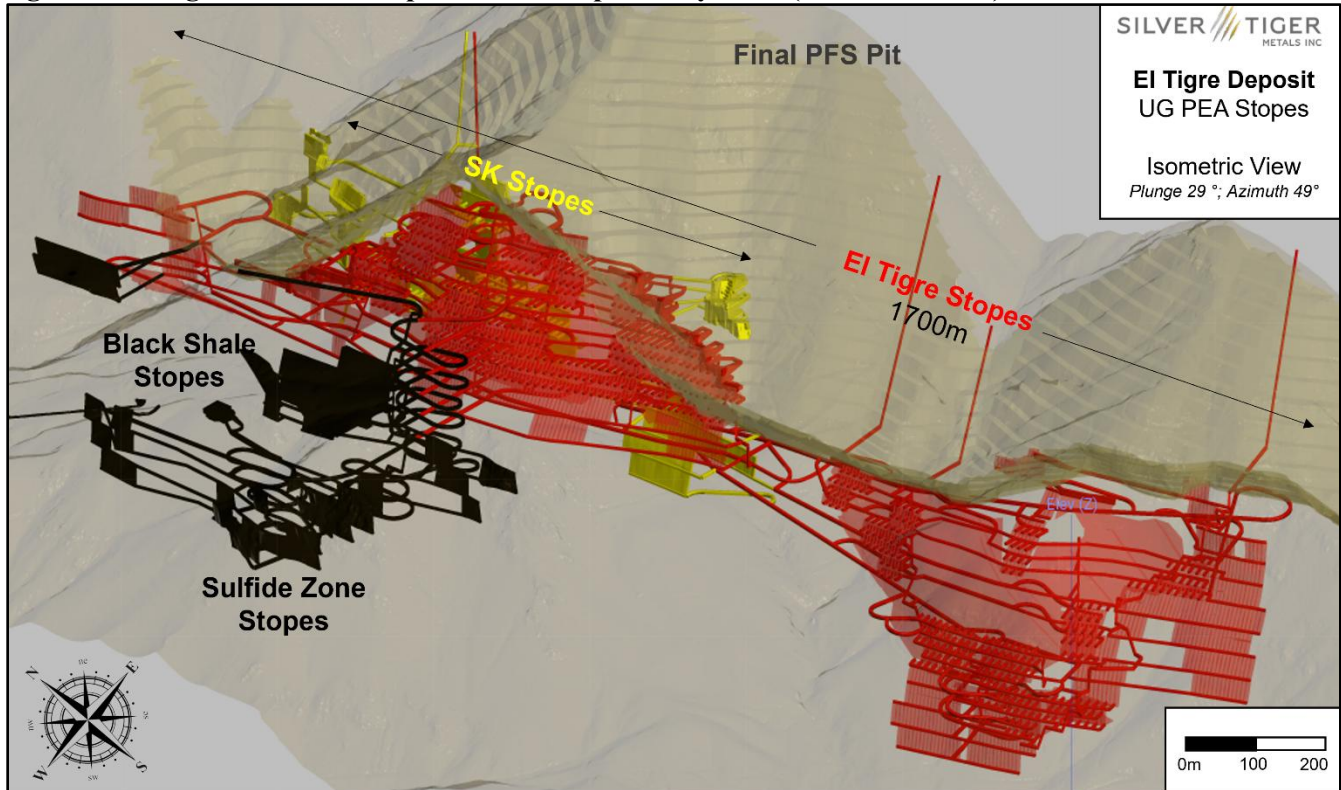 Final PFS Pit
SILVER TIGER
METALS INC
El Tigre Deposit
UG PEA Stopes
Isometric View
Plunge 29 °; Azimuth 49°
SK Stopes
El Tigre Stopes
1700m
Black Shale
Stopes
Elev (Z)
Sulfide Zone
Stopes
N
E
W
S
0m 100 200